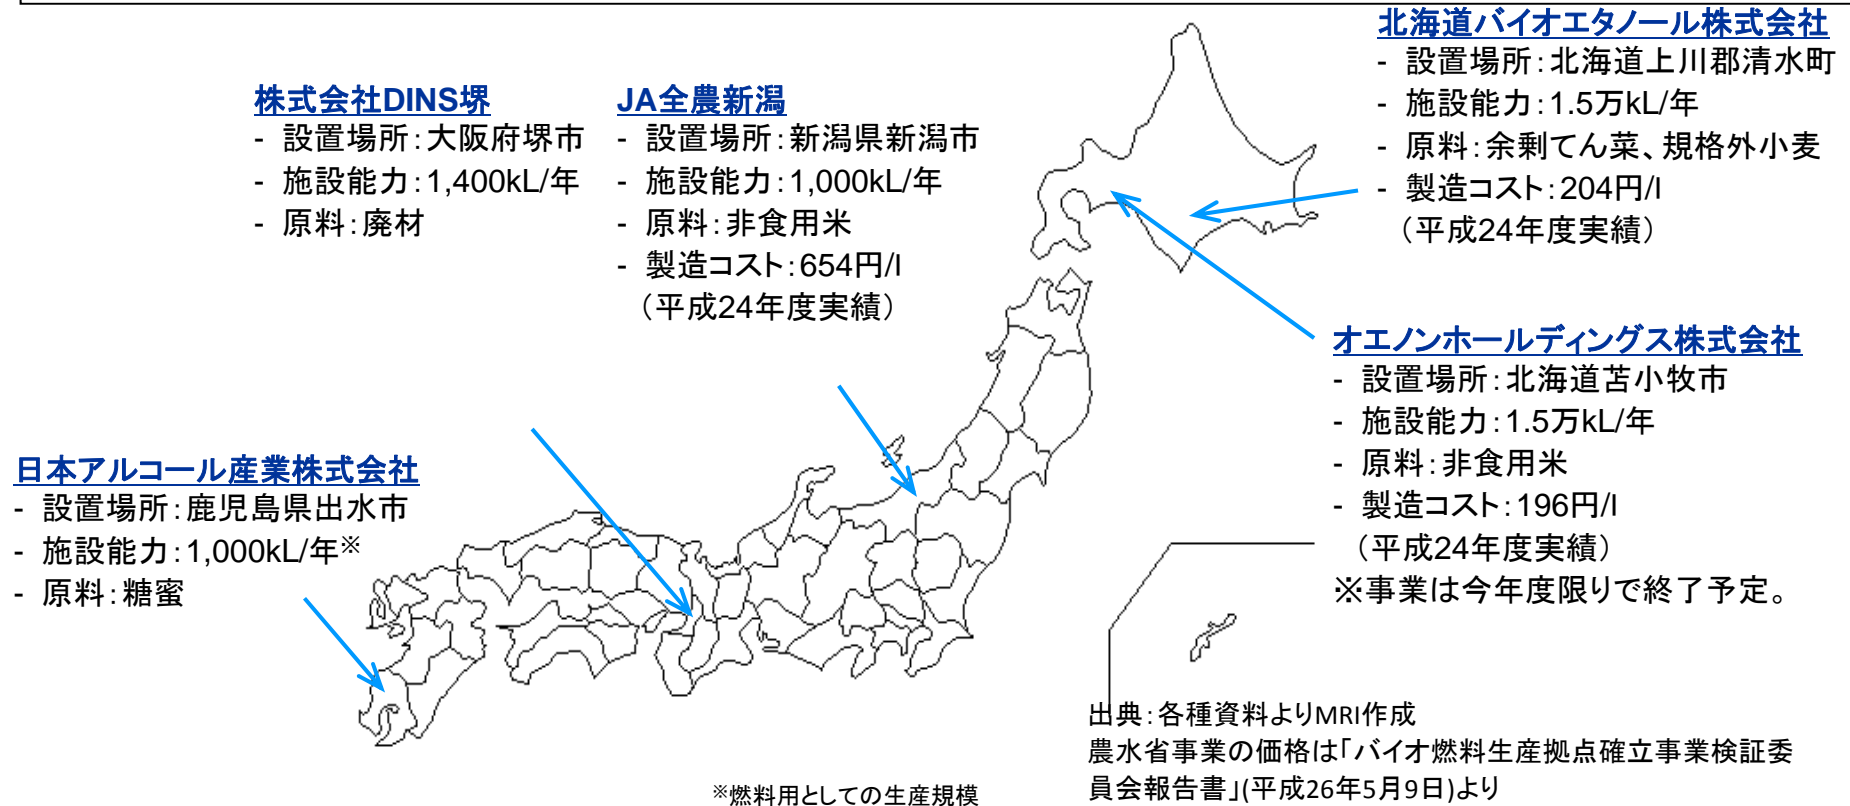 株式会社DINS堺
- 設置場所：大阪府堺市
- 施設能力：1,400kL/年
- 原料：廃材
JA全農新潟
- 設置場所：新潟県新潟市
- 施設能力：1,000kL/年
- 原料：非食用米
- 製造コスト：654円/l
（平成24年度実績）
北海道バイオエタノール株式会社
- 設置場所：北海道上川郡清水町
- 施設能力：1.5万kL/年
- 原料：余剰てん菜、規格外小麦
- 製造コスト：204円/l
（平成24年度実績）
オエノンホールディングス株式会社
- 設置場所：北海道苫小牧市
- 施設能力：1.5万kL/年
- 原料：非食用米
- 製造コスト：196円/l
（平成24年度実績）
※事業は今年度限りで終了予定。
日本アルコール産業株式会社
- 設置場所：鹿児島県出水市
- 施設能力：1,000kL/年※
- 原料：糖蜜
出典：各種資料よりMRI作成
農水省事業の価格は「バイオ燃料生産拠点確立事業検証委
員会報告書」(平成26年5月9日)より
※燃料用としての生産規模